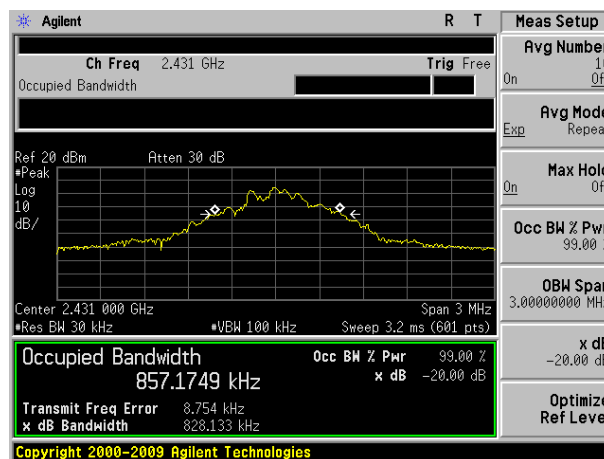 Agilent R T
Ch Freq 2.431 GHz Trig Free
Occupied Bandwidth
Ref 20 dBm Atten 30 dB
#Peak
Log
10
dB/
Center 2.431 000 GHz Span 3 MHz
#Res BW 30 kHz #VBW 100 kHz Sweep 3.2 ms (601 pts)
Occupied Bandwidth
857.1749 kHz
Occ BW % Pwr 99.00 %
x dB -20.00 dB
Transmit Freq Error 8.754 kHz
x dB Bandwidth 828.133 kHz
Copyright 2000-2009 Agilent Technologies
Meas Setup
Avg Number
On
Avg Mode
Exp Repeat
Max Hold
On
Occ BW % Pwr
99.00
OBW Span
3.00000000 MHz
x dB
-20.00 dB
Optimize
Ref Level